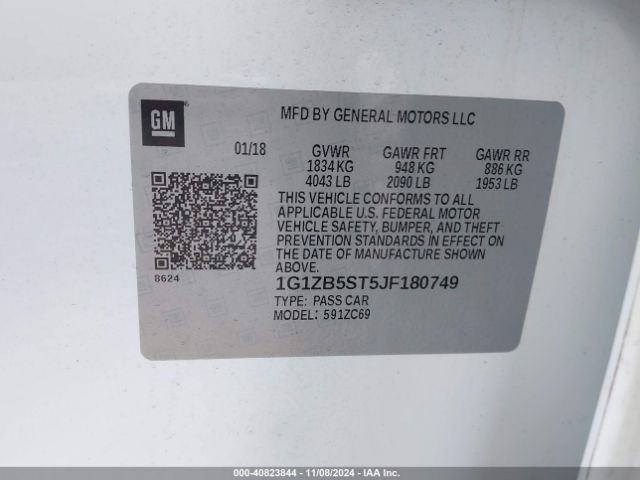 GM
MFD BY GENERAL MOTORS LLC
01/18 GVWR GAWR FRT GAWR RR
1834 KG 948 KG 886 KG
4043 LB 2090 LB 1953 LB
THIS VEHICLE CONFORMS TO ALL
APPLICABLE U.S. FEDERAL MOTOR
VEHICLE SAFETY, BUMPER, AND THEFT
PREVENTION STANDARDS IN EFFECT ON
THE DATE OF MANUFACTURE SHOWN
ABOVE.
8624
1G1ZB5ST5JF180749
TYPE: PASS CAR
MODEL: 591ZC69
000-40823844 - 11/08/2024 - IAAI.COM